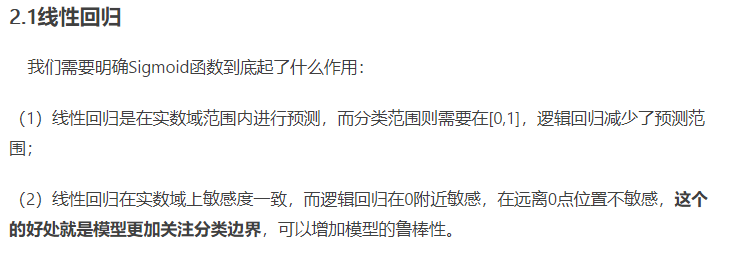 2.1线性回归
我们需要明确Sigmoid函数到底起了什么作用：
（1）线性回归是在实数域范围内进行预测，而分类范围则需要在[0,1]，逻辑回归减少了预测范
围；
（2）线性回归在实数域上敏感度一致，而逻辑回归在0附近敏感，在远离0点位置不敏感，这个
的好处就是模型更加关注分类边界，可以增加模型的鲁棒性。